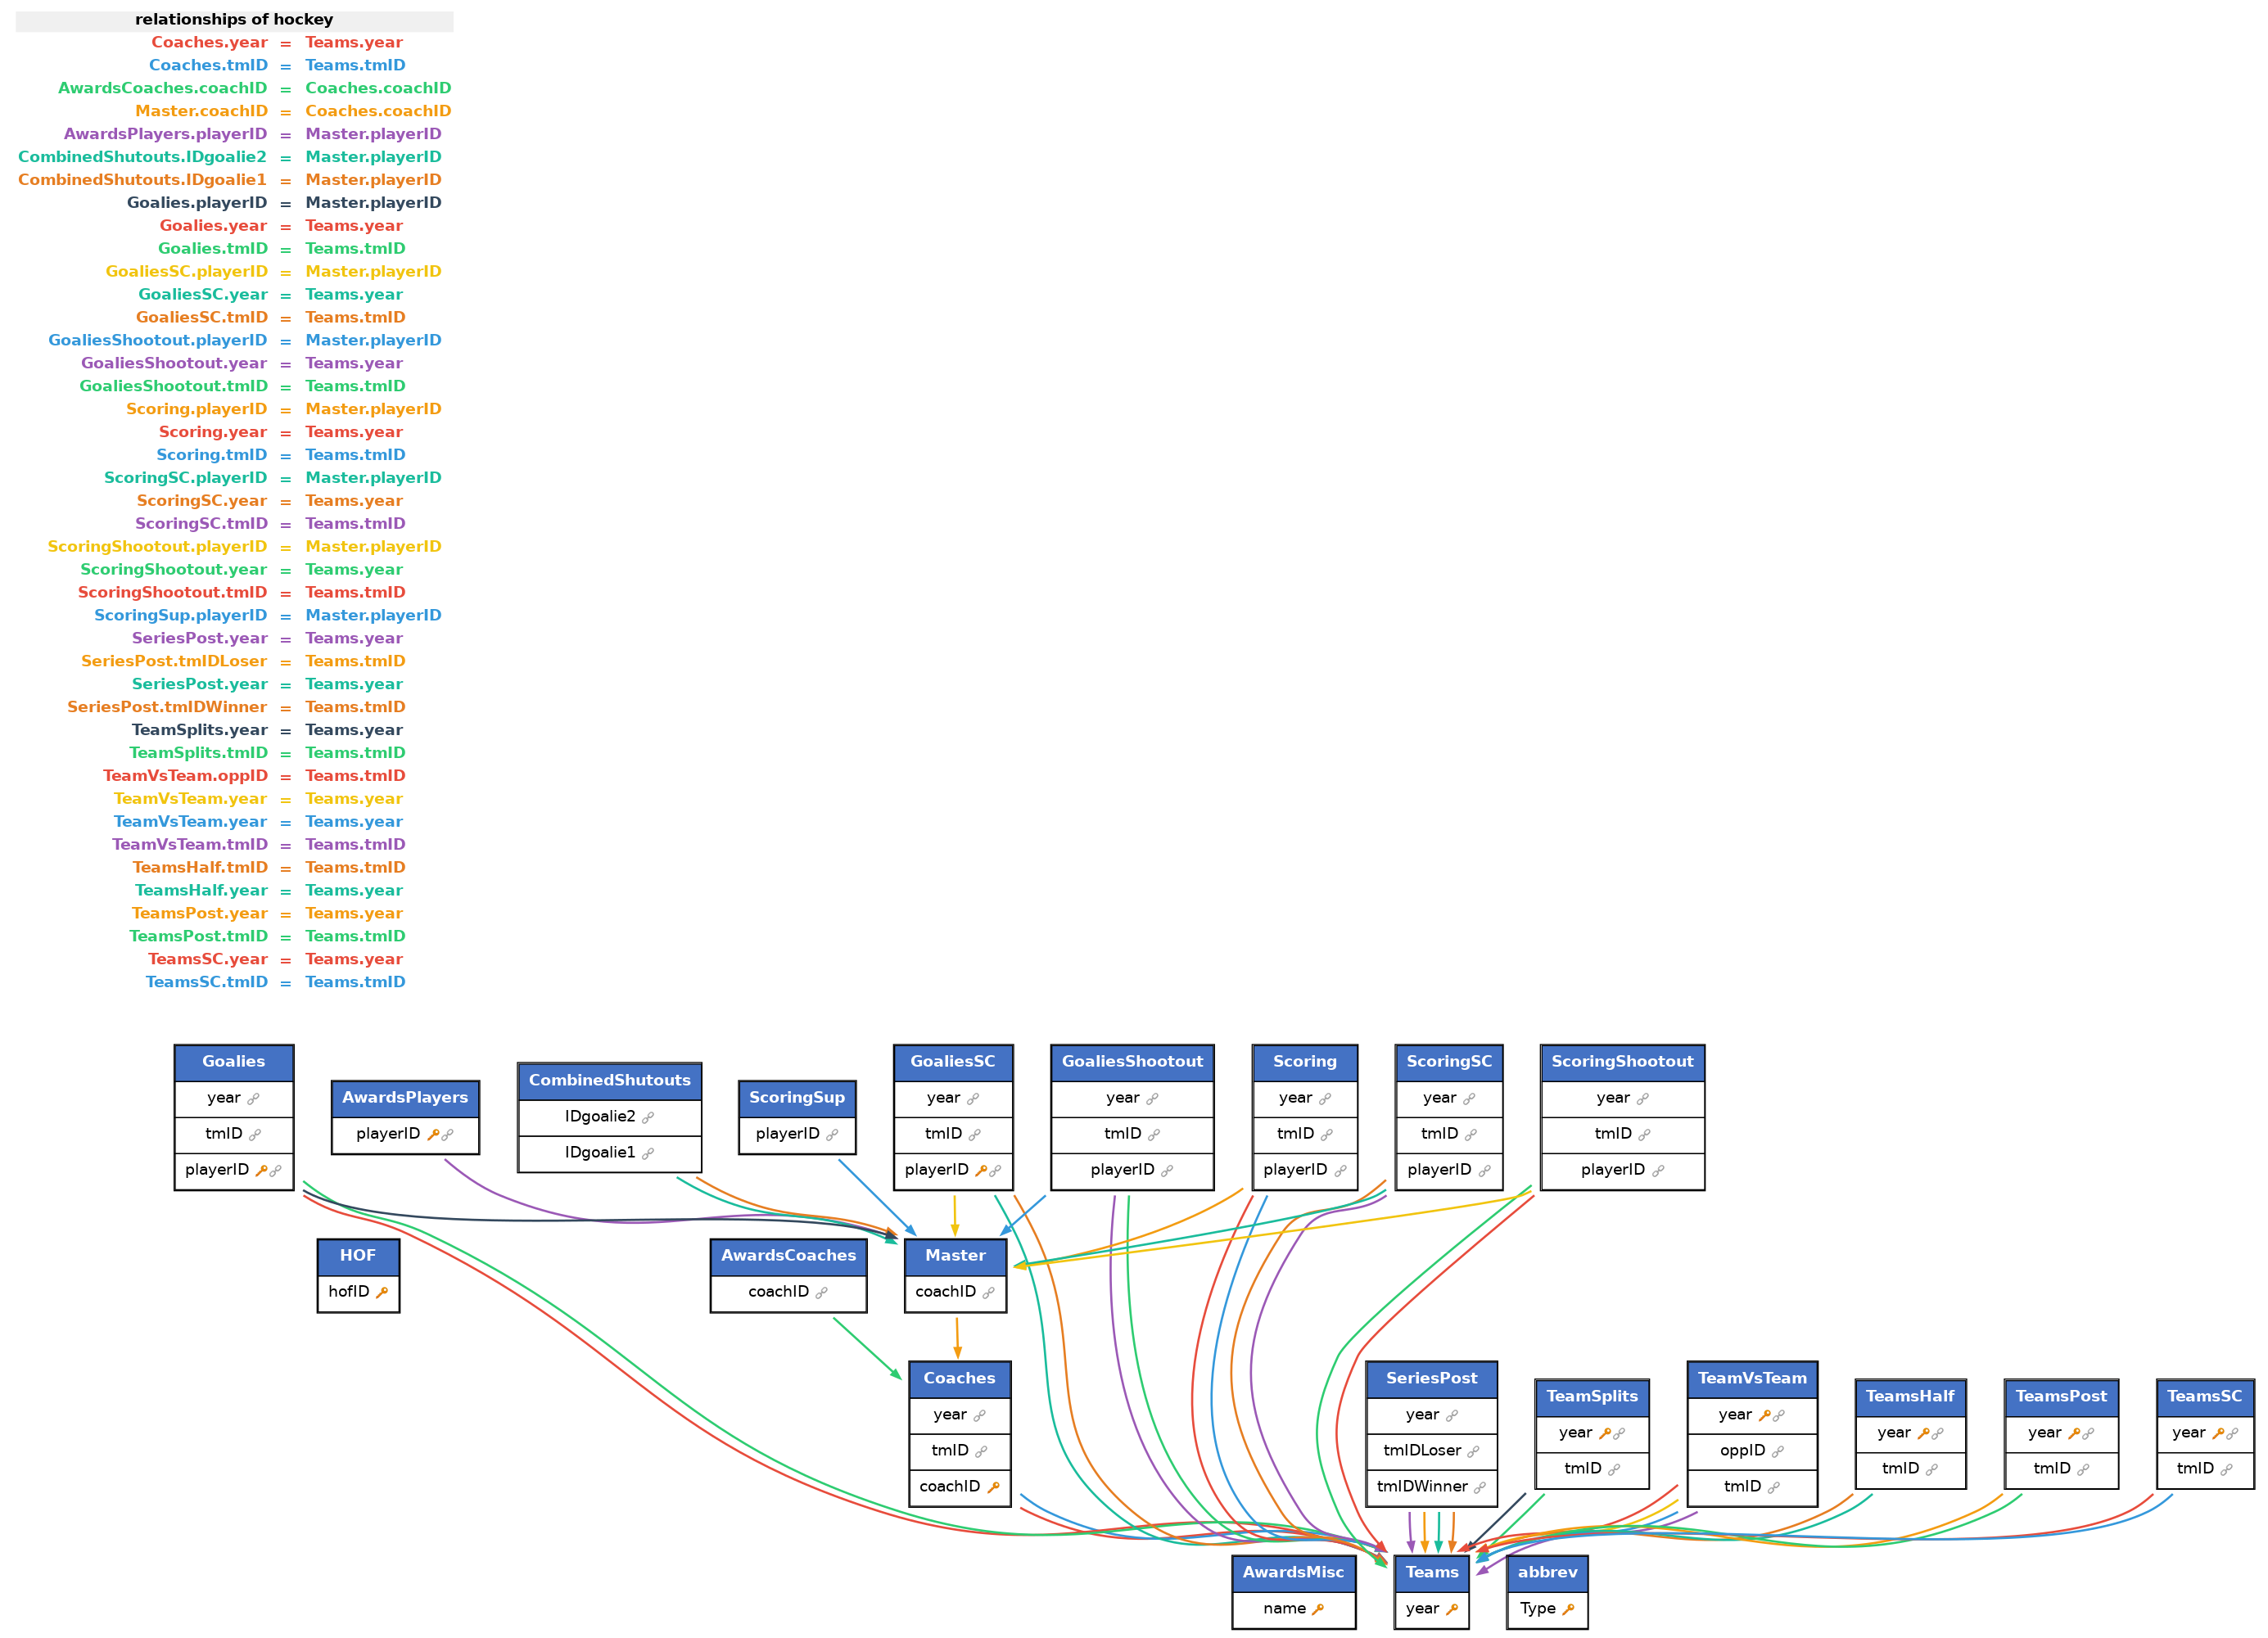 relationships of hockey
Coaches.year = Teams.year
Coaches.tmID = Teams.tmID
AwardsCoaches.coachID = Coaches.coachID
Master.coachID = Coaches.coachID
AwardsPlayers.playerID = Master.playerID
CombinedShutouts.IDgoalie2 = Master.playerID
CombinedShutouts.IDgoalie1 = Master.playerID
Goalies.playerID = Master.playerID
Goalies.year = Teams.year
Goalies.tmID = Teams.tmID
GoaliesSC.playerID = Master.playerID
GoaliesSC.year = Teams.year
GoaliesSC.tmID = Teams.tmID
GoaliesShootout.playerID = Master.playerID
GoaliesShootout.year = Teams.year
GoaliesShootout.tmID = Teams.tmID
Scoring.playerID = Master.playerID
Scoring.year = Teams.year
Scoring.tmID = Teams.tmID
ScoringSC.playerID = Master.playerID
ScoringSC.year = Teams.year
ScoringSC.tmID = Teams.tmID
ScoringShootout.playerID = Master.playerID
ScoringShootout.year = Teams.year
ScoringShootout.tmID = Teams.tmID
ScoringSup.playerID = Master.playerID
SeriesPost.year = Teams.year
SeriesPost.tmIDLoser = Teams.tmID
SeriesPost.year = Teams.year
SeriesPost.tmIDWinner = Teams.tmID
TeamSplits.year = Teams.year
TeamSplits.tmID = Teams.tmID
TeamVsTeam.oppID = Teams.tmID
TeamVsTeam.year = Teams.year
TeamVsTeam.year = Teams.year
TeamVsTeam.tmID = Teams.tmID
TeamsHalf.tmID = Teams.tmID
TeamsHalf.year = Teams.year
TeamsPost.year = Teams.year
TeamsPost.tmID = Teams.tmID
TeamsSC.year = Teams.year
TeamsSC.tmID = Teams.tmID
Goalies
year
tmID
playerID
AwardsPlayers
playerID
CombinedShutouts
IDgoalie2
IDgoalie1
ScoringSup
playerID
GoaliesSC
year
tmID
playerID
GoaliesShootout
year
tmID
playerID
Scoring
year
tmID
playerID
ScoringSC
year
tmID
playerID
ScoringShootout
year
tmID
playerID
HOF
hofID
AwardsCoaches
coachID
Master
coachID
Coaches
year
tmID
coachID
SeriesPost
year
tmIDLoser
tmIDWinner
TeamSplits
year
tmID
TeamVsTeam
year
oppID
tmID
TeamsHalf
year
tmID
TeamsPost
year
tmID
TeamsSC
year
tmID
AwardsMisc
name
Teams
year
abbrev
Type